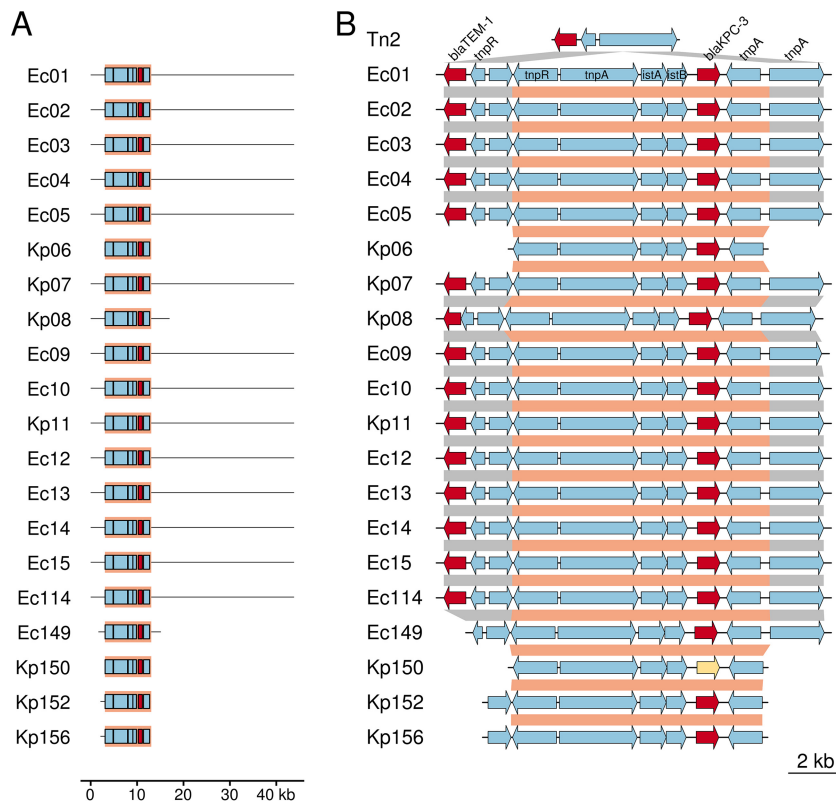 A
B
blaTEM-1
tnpR
blaKPC-3
tnpA
tnpA
Tn2
Ec01
Ec01
tnpR
tnpA
istA
istB
Ec02
Ec02
Ec03
Ec03
Ec04
Ec04
Ec05
Ec05
Kp06
Kp06
Kp07
Kp07
Kp08
Kp08
Ec09
Ec09
Ec10
Ec10
Kp11
Kp11
Ec12
Ec12
Ec13
Ec13
Ec14
Ec14
Ec15
Ec15
Ec114
Ec114
Ec149
Ec149
Kp150
Kp150
Kp152
Kp152
Kp156
Kp156
2 kb
0 10 20 30 40 kb